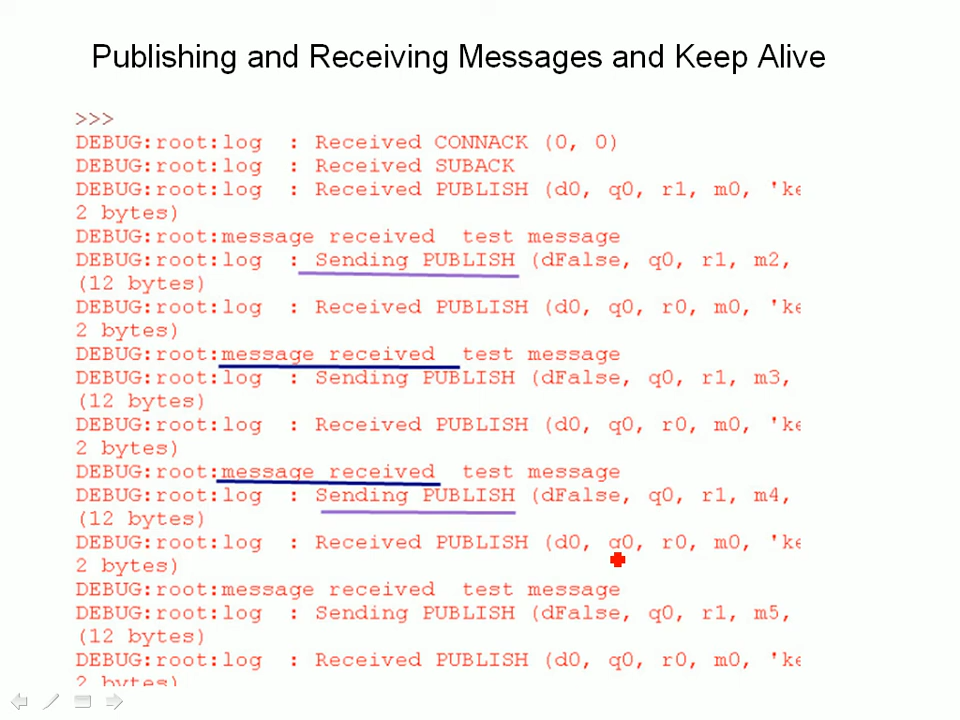 Publishing and Receiving Messages and Keep Alive
>>>
DEBUG:root:log : Received CONNACK (0, 0)
DEBUG:root:log : Received SUBACK
DEBUG:root:log : Received PUBLISH (d0, q0, r1, m0, 'ke
2 bytes)
DEBUG:root:message received test message
DEBUG:root:log : Sending PUBLISH (dFalse, q0, r1, m2,
(12 bytes)
DEBUG:root:log : Received PUBLISH (d0, q0, r0, m0, 'ke
2 bytes)
DEBUG:root:message received test message
DEBUG:root:log : Sending PUBLISH (dFalse, q0, r1, m3,
(12 bytes)
DEBUG:root:log : Received PUBLISH (d0, q0, r0, m0, 'ke
2 bytes)
DEBUG:root:message received test message
DEBUG:root:log : Sending PUBLISH (dFalse, q0, r1, m4,
(12 bytes)
DEBUG:root:log : Received PUBLISH (d0, q0, r0, m0, 'ke
2 bytes)
DEBUG:root:message received test message
DEBUG:root:log : Sending PUBLISH (dFalse, q0, r1, m5,
(12 bytes)
DEBUG:root:log : Received PUBLISH (d0, q0, r0, m0, 'ke
2 bytes)